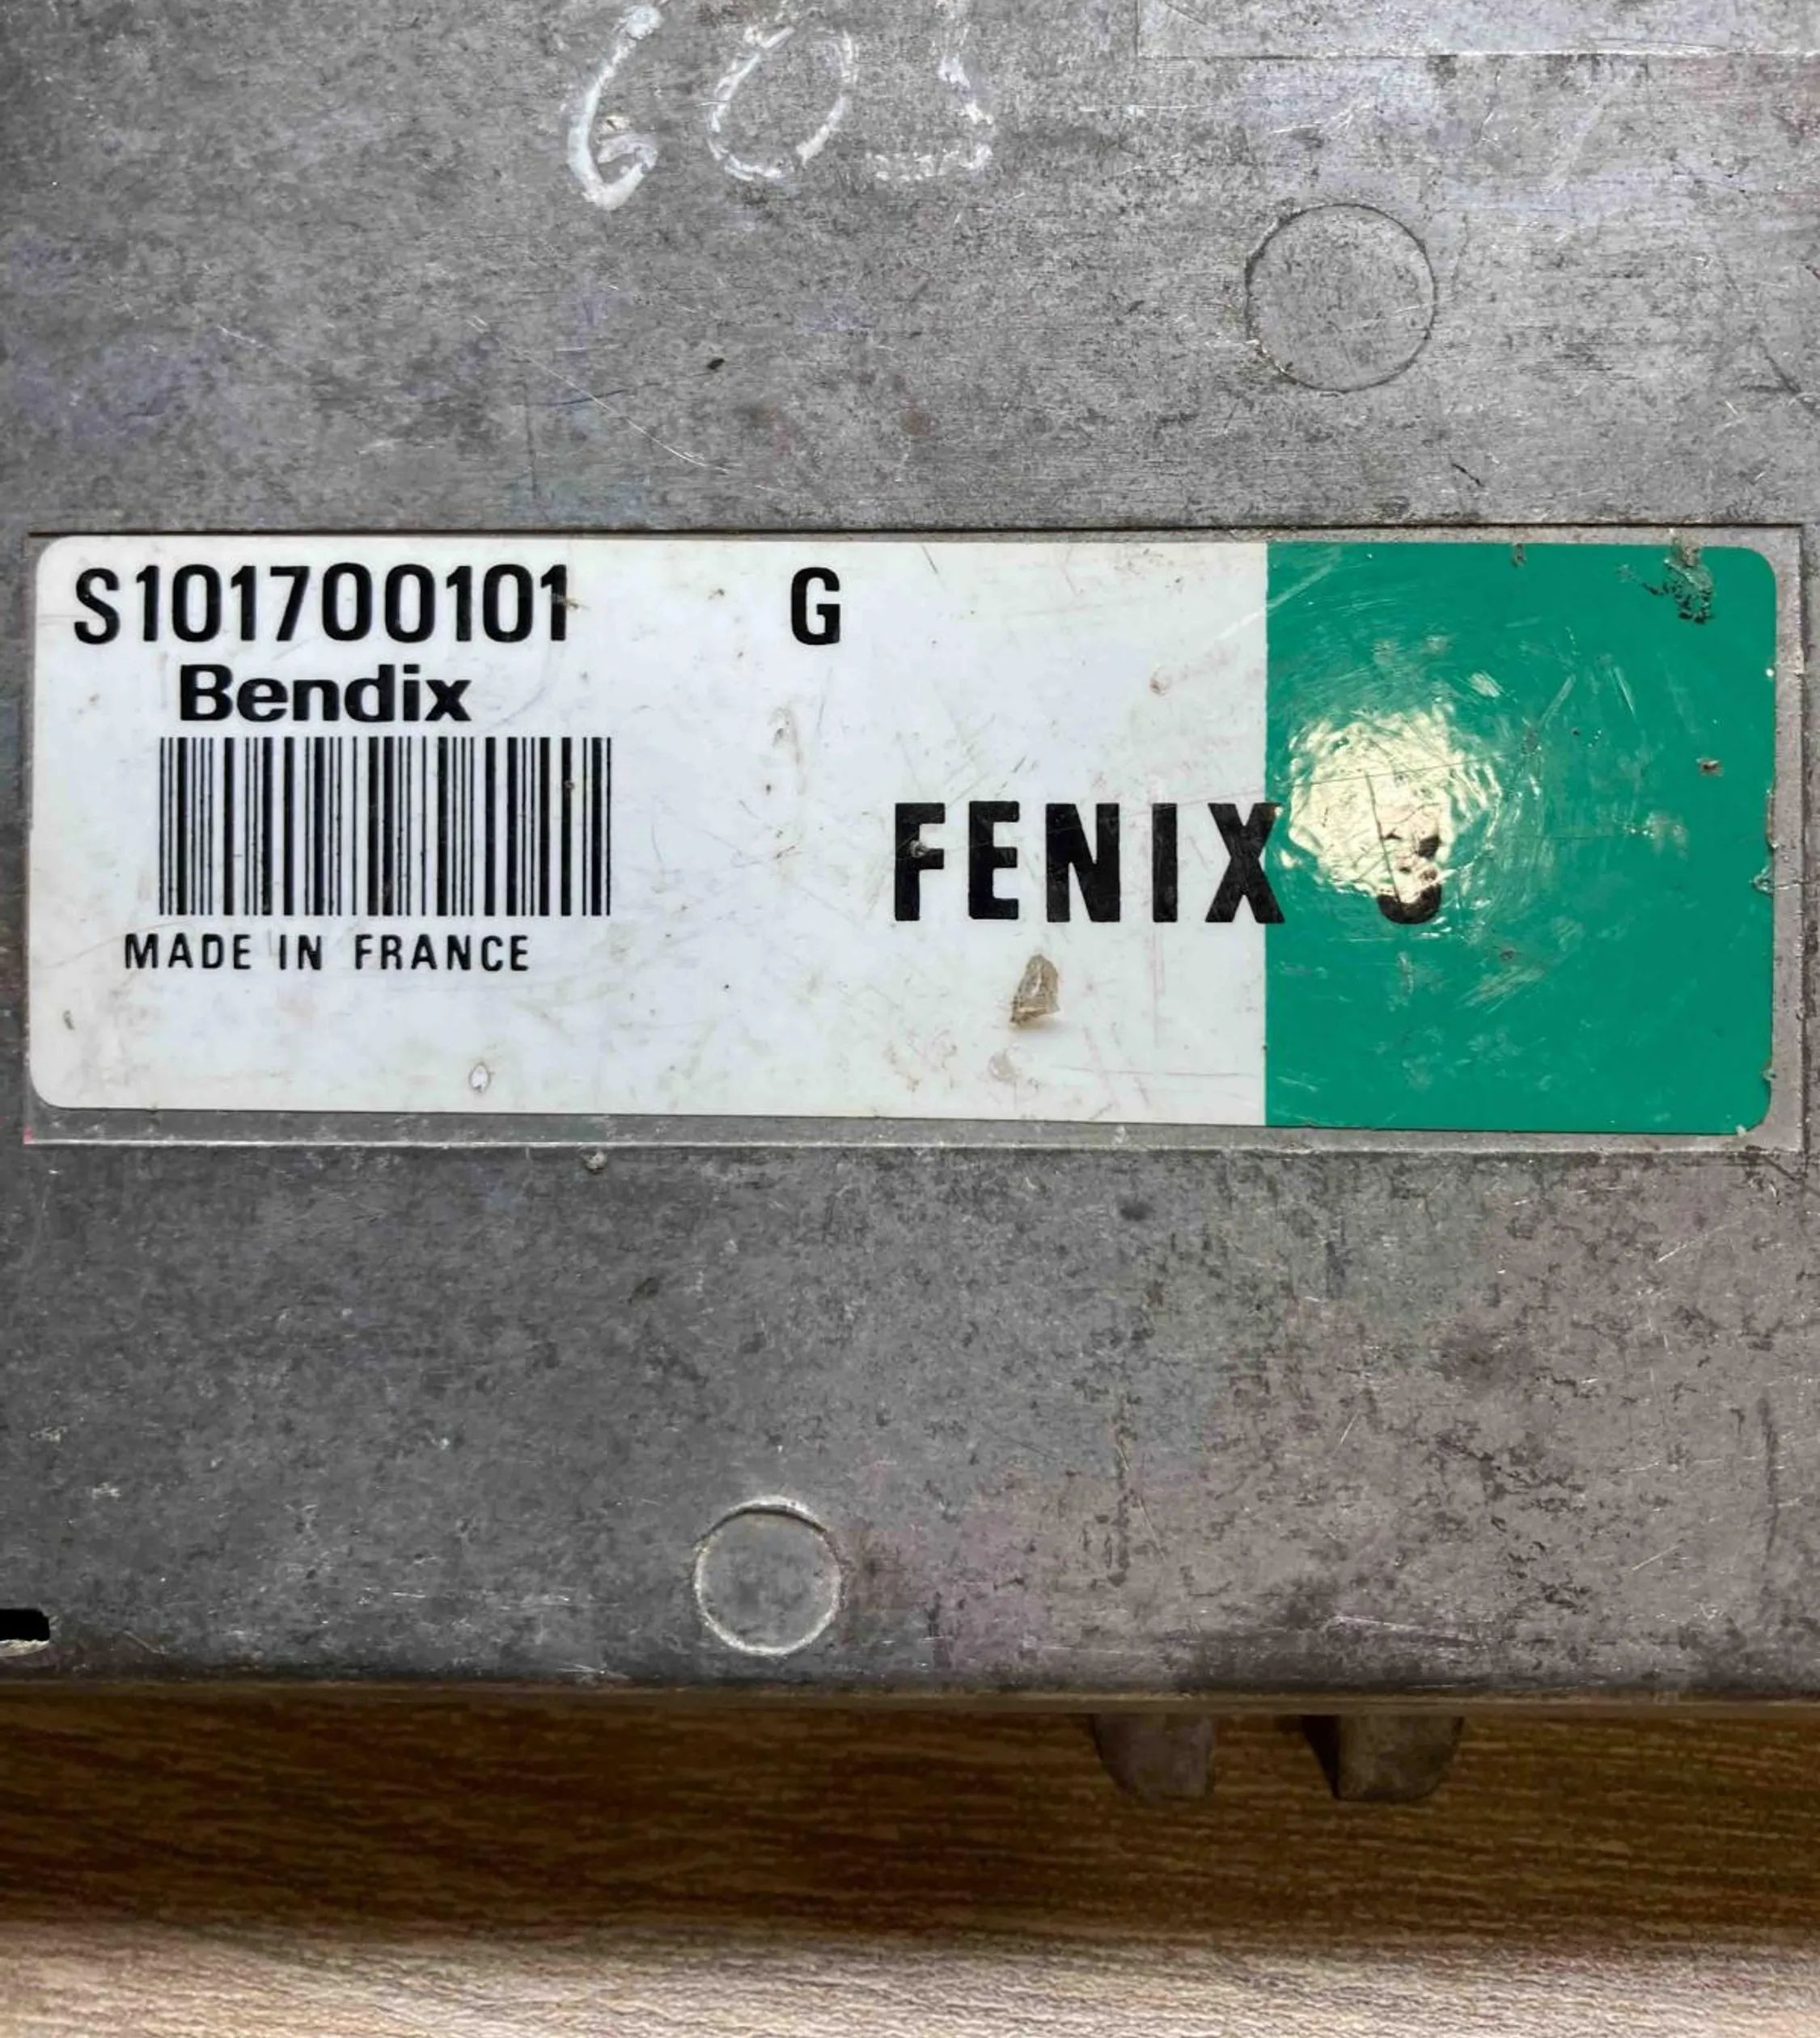 S101700101 G
Bendix
MADE IN FRANCE
FENIX